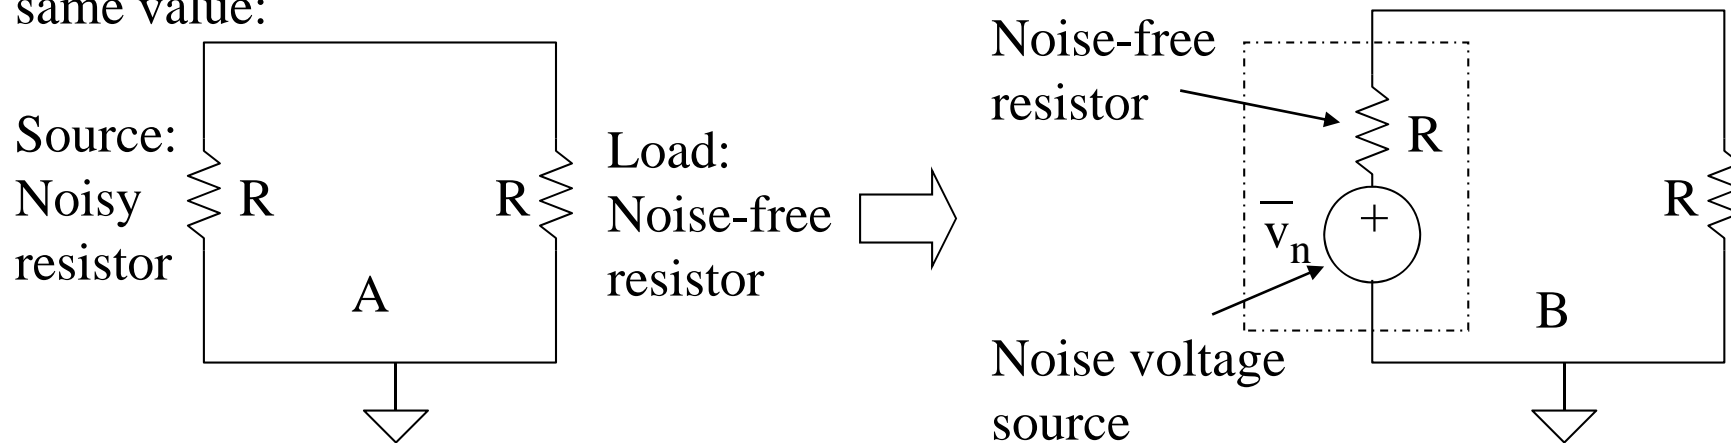 same value:
Source:
Noisy
resistor
R
A
R
Load:
Noise-free
resistor
Noise-free
resistor
R
+
v̅n
Noise voltage
source
B
R